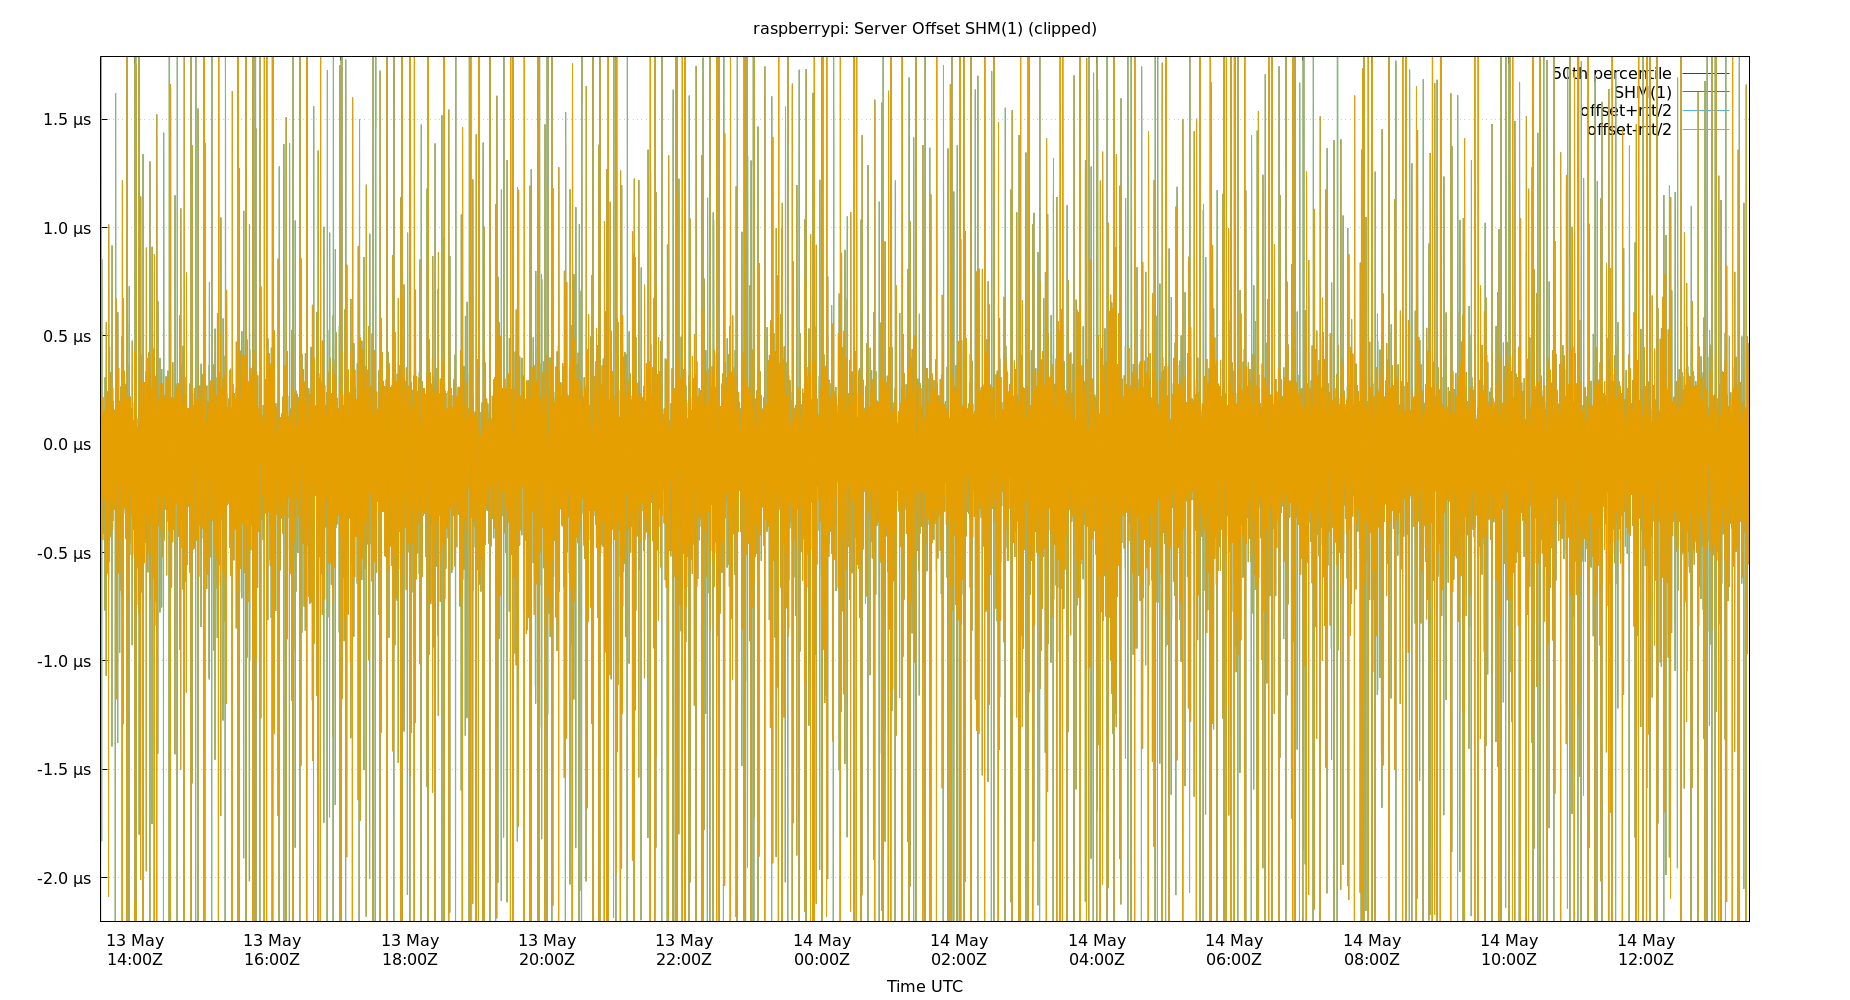 raspberrypi: Server Offset SHM(1) (clipped)
50th percentile
SHM(1)
offset+rtt/2
offset-rtt/2
1.5 µs
1.0 µs
0.5 µs
0.0 µs
-0.5 µs
-1.0 µs
-1.5 µs
-2.0 µs
13 May 13 May 13 May 13 May 13 May 14 May 14 May 14 May 14 May 14 May 14 May 14 May
14:00Z 16:00Z 18:00Z 20:00Z 22:00Z 00:00Z 02:00Z 04:00Z 06:00Z 08:00Z 10:00Z 12:00Z
Time UTC